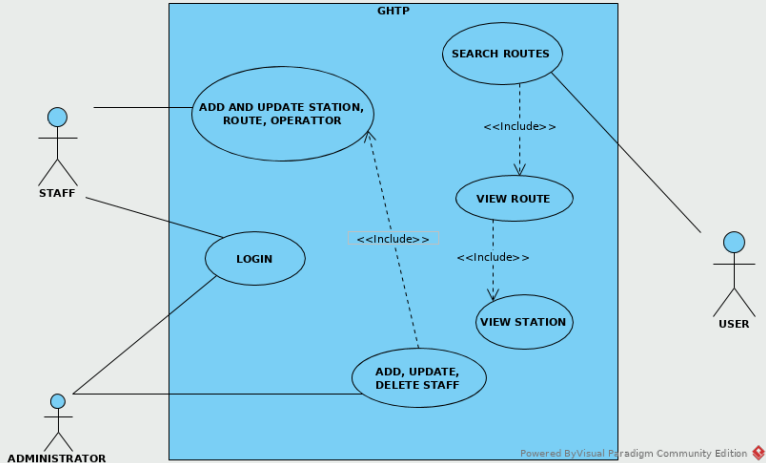 GHTP
SEARCH ROUTES
ADD AND UPDATE STATION,
ROUTE, OPERATTOR
<<Include>>
STAFF
VIEW ROUTE
<<Include>>
<<Include>>
LOGIN
VIEW STATION
USER
ADD, UPDATE,
DELETE STAFF
ADMINISTRATOR
Powered ByVisual Paradigm Community Edition